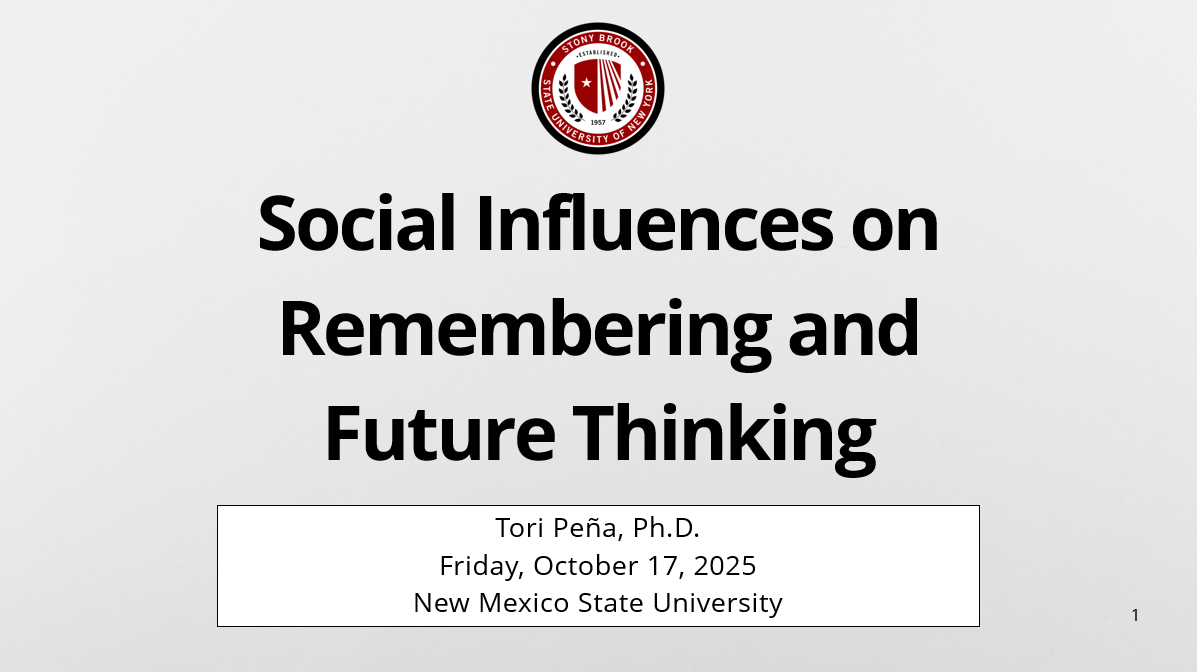 STONY BROOK
·ESTABLISHED·
1957
STATE UNIVERSITY OF NEW YORK
Social Influences on
Remembering and
Future Thinking
Tori Peña, Ph.D.
Friday, October 17, 2025
New Mexico State University
1